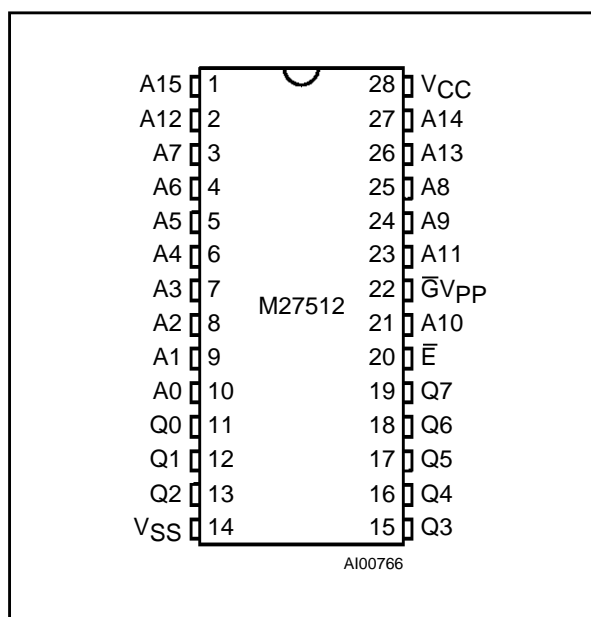 A15 1 28 VCC
A12 2 27 A14
A7 3 26 A13
A6 4 25 A8
A5 5 24 A9
A4 6 23 A11
A3 7 22 G̅VPP
M27512
A2 8 21 A10
A1 9 20 E̅
A0 10 19 Q7
Q0 11 18 Q6
Q1 12 17 Q5
Q2 13 16 Q4
VSS 14 15 Q3
AI00766